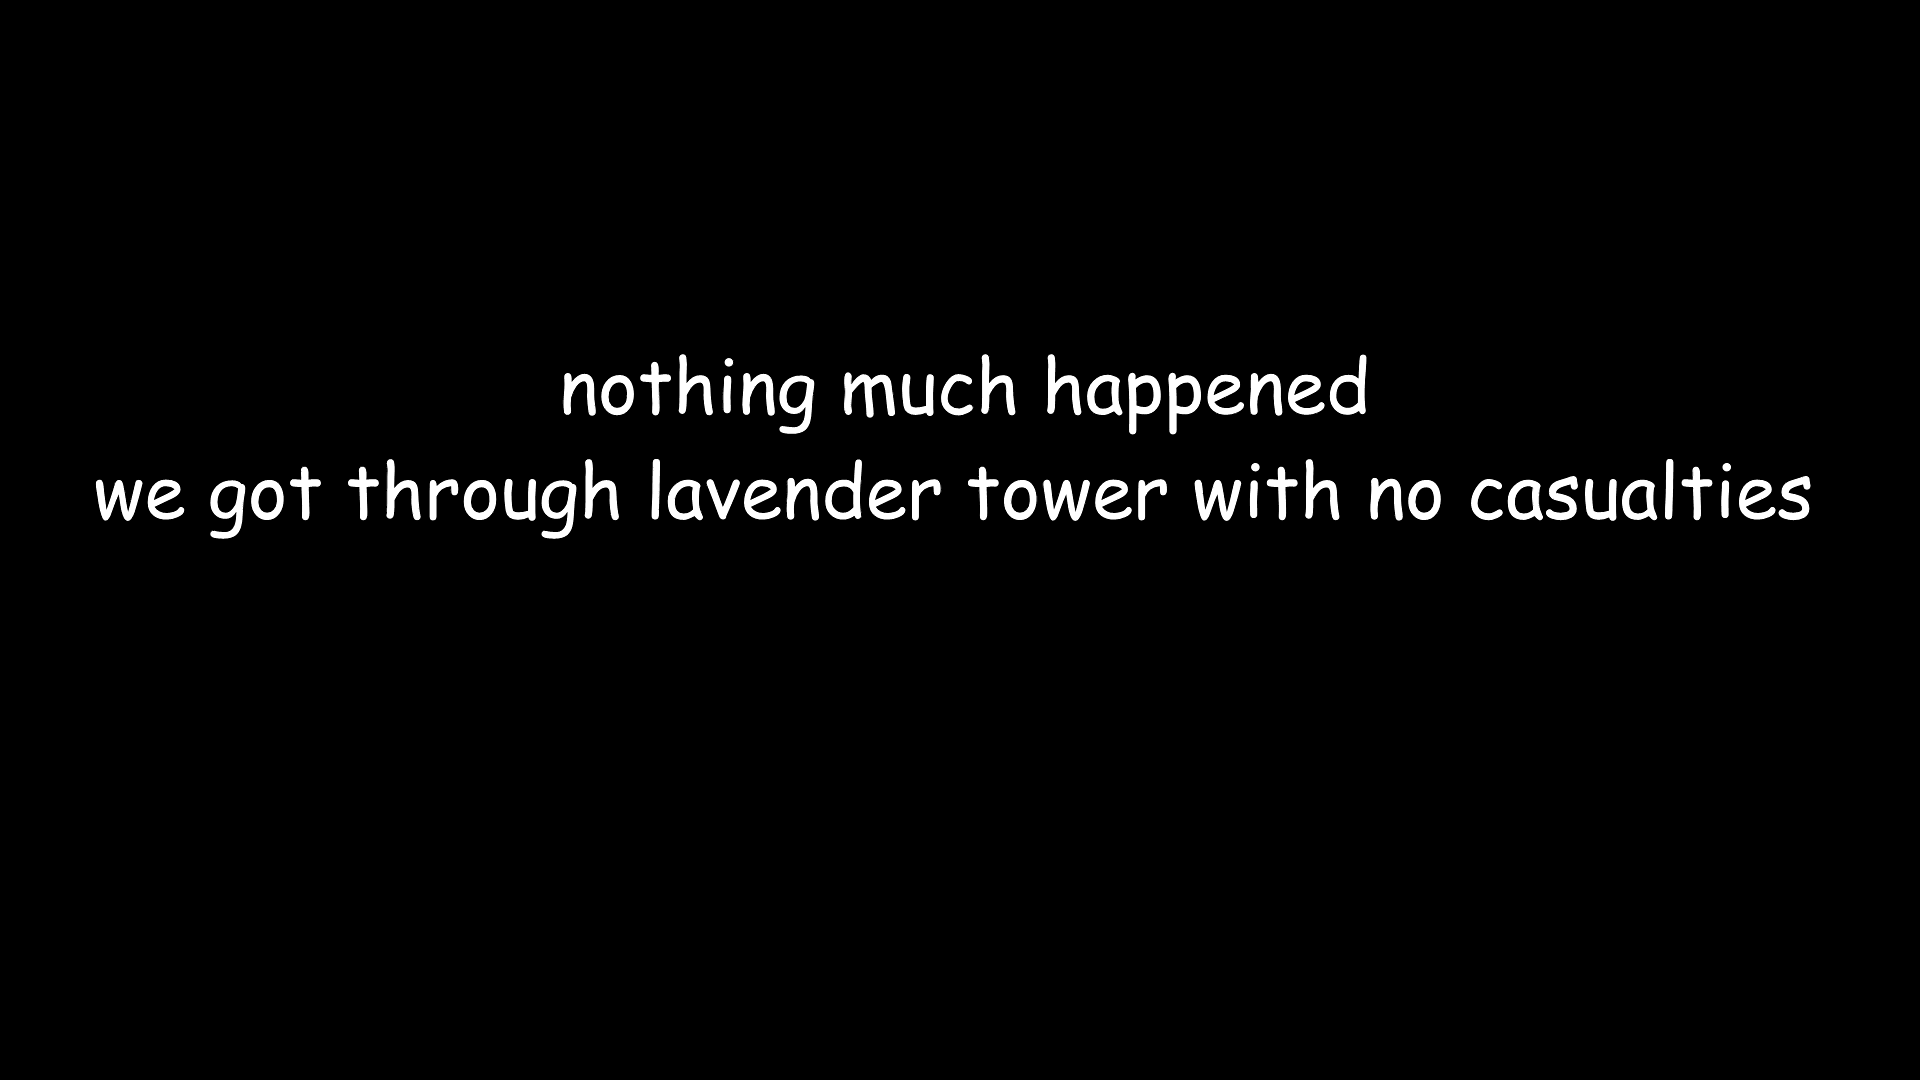 nothing much happened
we got through lavender tower with no casualties